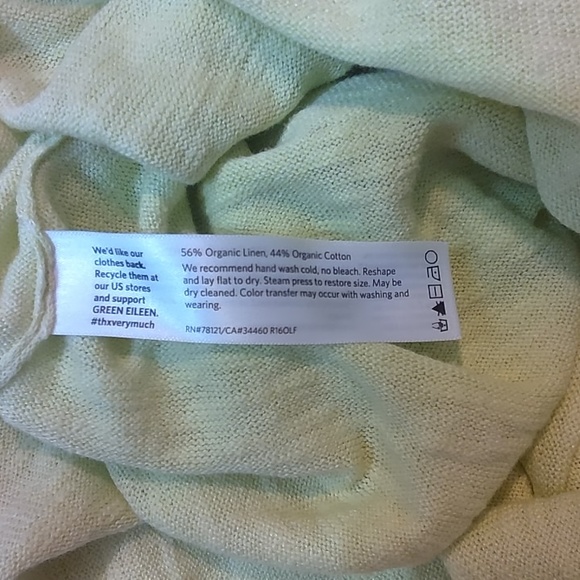 We'd like our
clothes back.
Recycle them at
our US stores
and support
GREEN EILEEN.
#thxverymuch
56% Organic Linen, 44% Organic Cotton
We recommend hand wash cold, no bleach. Reshape
and lay flat to dry. Steam press to restore size. May be
dry cleaned. Color transfer may occur with washing and
wearing.
RN#78121/CA#34460 R16OLF